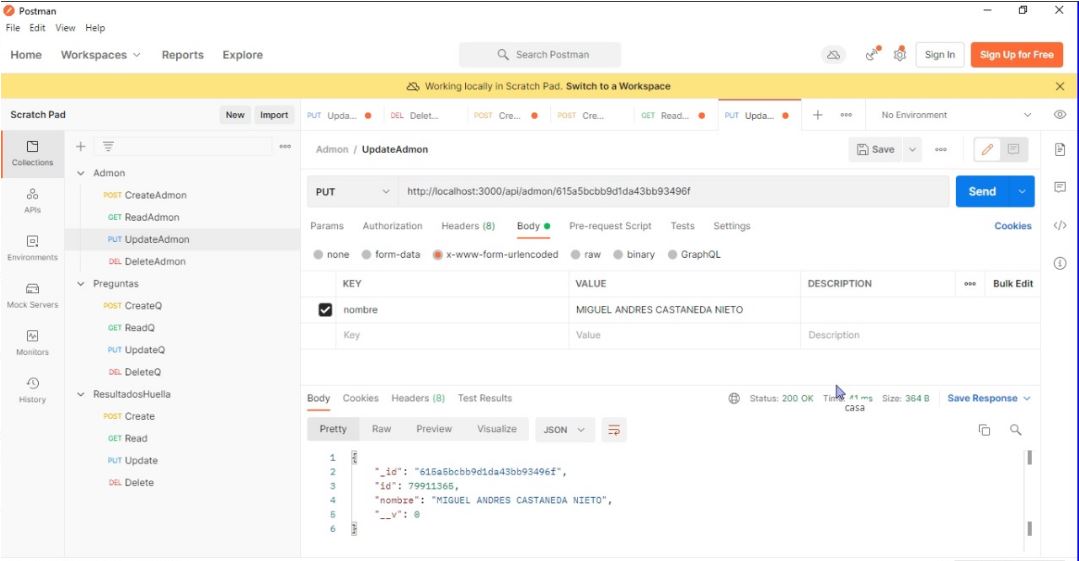 Postman
File Edit View Help
Home Workspaces Reports Explore Search Postman Sign In Sign Up for Free
Working locally in Scratch Pad. Switch to a Workspace
Scratch Pad New Import
PUT Upda... DEL Delet... POST Cre... POST Cre... GET Read... PUT Upda... No Environment
Collections
APIs
Environments
Mock Servers
Monitors
History
Admon
POST CreateAdmon
GET ReadAdmon
PUT UpdateAdmon
DEL DeleteAdmon
Preguntas
POST CreateQ
GET ReadQ
PUT UpdateQ
DEL DeleteQ
ResultadosHuella
POST Create
GET Read
PUT Update
DEL Delete
Admon / UpdateAdmon Save
PUT http://localhost:3000/api/admon/615a5bcbb9d1da43bb93496f Send
Params Authorization Headers (8) Body Pre-request Script Tests Settings Cookies
none form-data x-www-form-urlencoded raw binary GraphQL
KEY VALUE DESCRIPTION Bulk Edit
nombre MIGUEL ANDRES CASTANEDA NIETO
Key Value Description
Body Cookies Headers (8) Test Results Status: 200 OK 41 ms Size: 364 B Save Response
casa
Pretty Raw Preview Visualize JSON
1 {
2 "_id": "615a5bcbb9d1da43bb93496f",
3 "id": 79911365,
4 "nombre": "MIGUEL ANDRES CASTANEDA NIETO",
5 "__v": 0
6 }